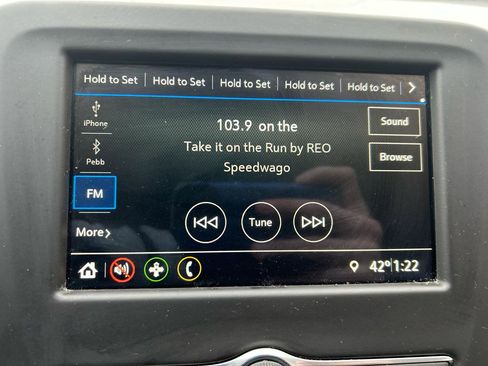 Hold to Set Hold to Set Hold to Set Hold to Set Hold to Set
iPhone
103.9 on the
Sound
Take it on the Run by REO
Speedwago
Pebb
Browse
FM
Tune
More
42° 1:22